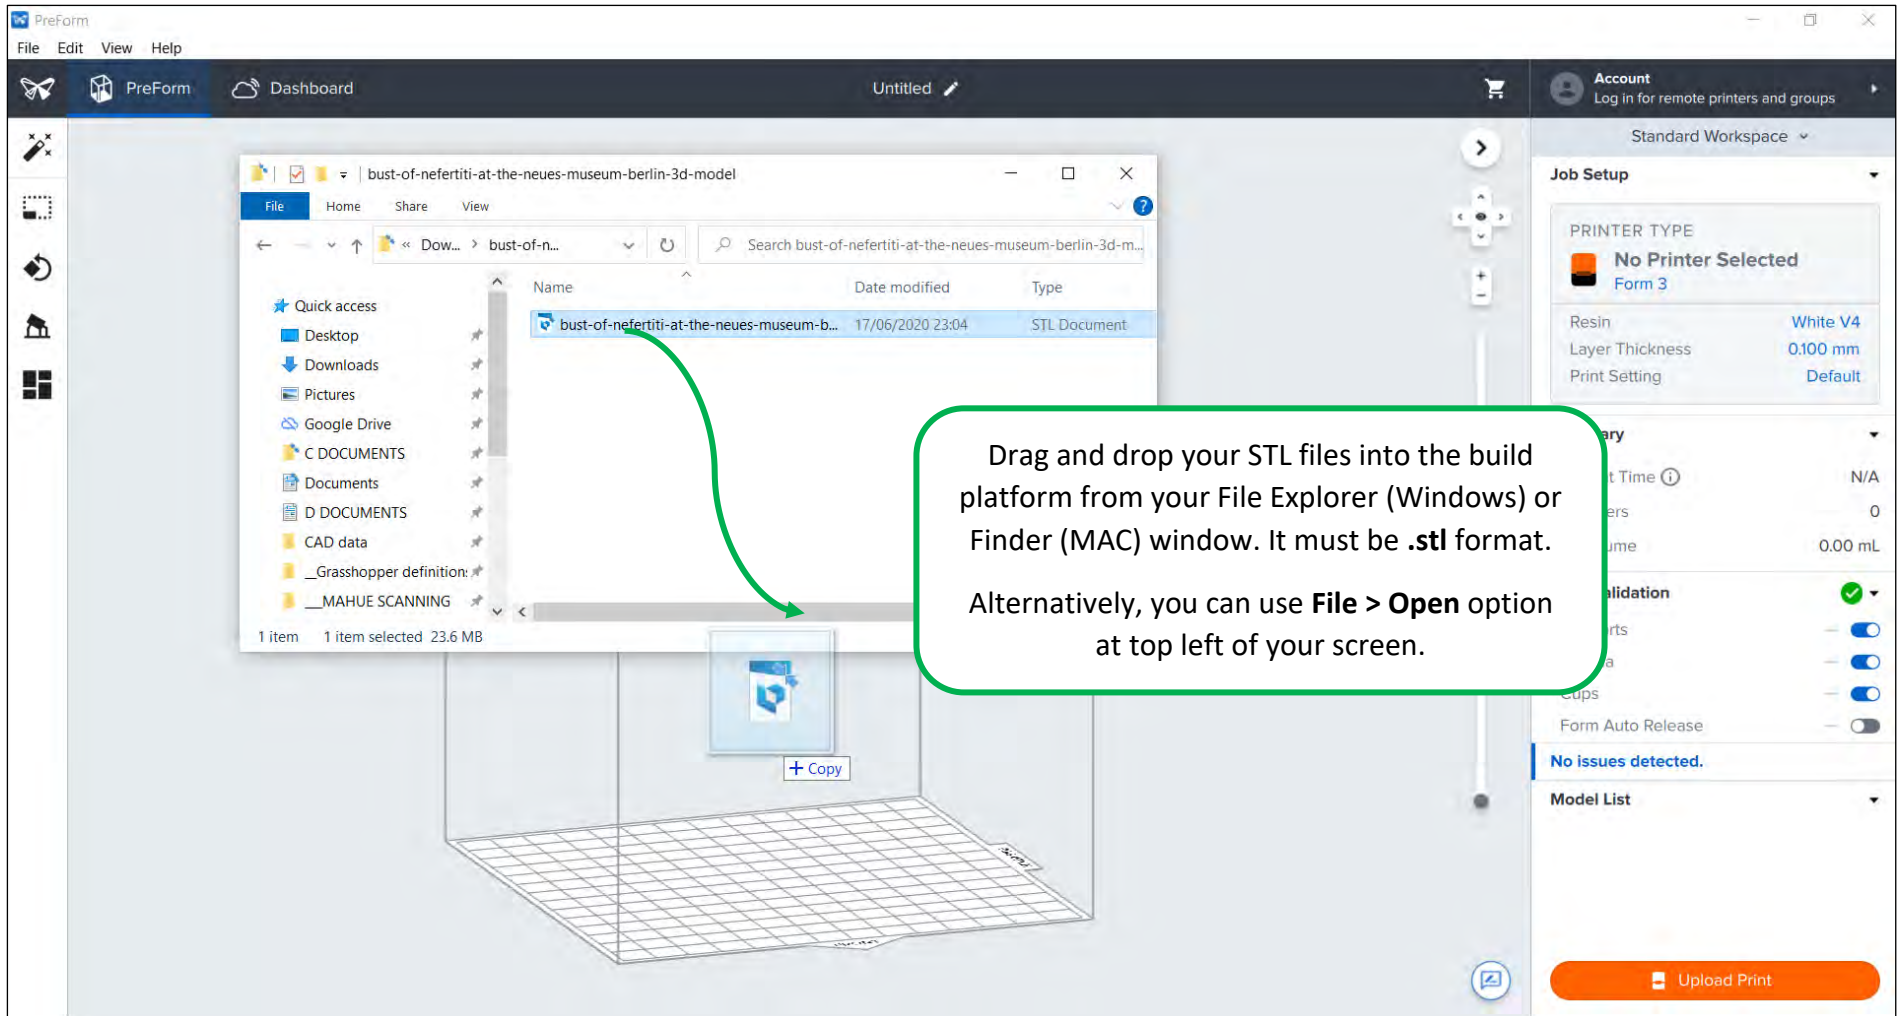 PreForm
File Edit View Help
PreForm Dashboard Untitled
Account
Log in for remote printers and groups
Standard Workspace
Job Setup
PRINTER TYPE
No Printer Selected
Form 3
Resin White V4
Layer Thickness 0.100 mm
Print Setting Default
ary
t Time N/A
ers 0
ume 0.00 mL
alidation
rts
a
Cups
Form Auto Release
No issues detected.
Model List
Upload Print
bust-of-nefertiti-at-the-neues-museum-berlin-3d-model
File Home Share View
« Dow... > bust-of-n... Search bust-of-nefertiti-at-the-neues-museum-berlin-3d-m...
Name Date modified Type
bust-of-nefertiti-at-the-neues-museum-b... 17/06/2020 23:04 STL Document
Quick access
Desktop
Downloads
Pictures
Google Drive
C DOCUMENTS
Documents
D DOCUMENTS
CAD data
_Grasshopper definition:
__MAHUE SCANNING
1 item 1 item selected 23.6 MB
+ Copy
Drag and drop your STL files into the build
platform from your File Explorer (Windows) or
Finder (MAC) window. It must be .stl format.
Alternatively, you can use File > Open option
at top left of your screen.